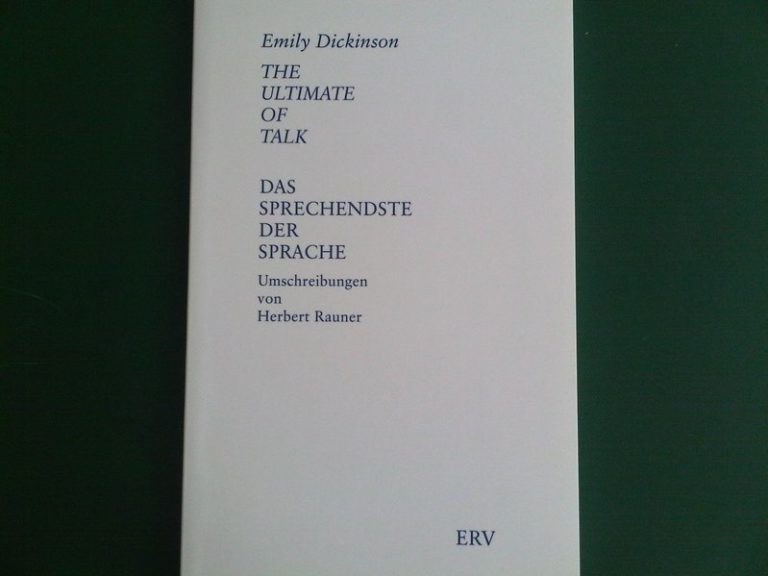 Emily Dickinson
THE
ULTIMATE
OF
TALK
DAS
SPRECHENDSTE
DER
SPRACHE
Umschreibungen
von
Herbert Rauner
ERV